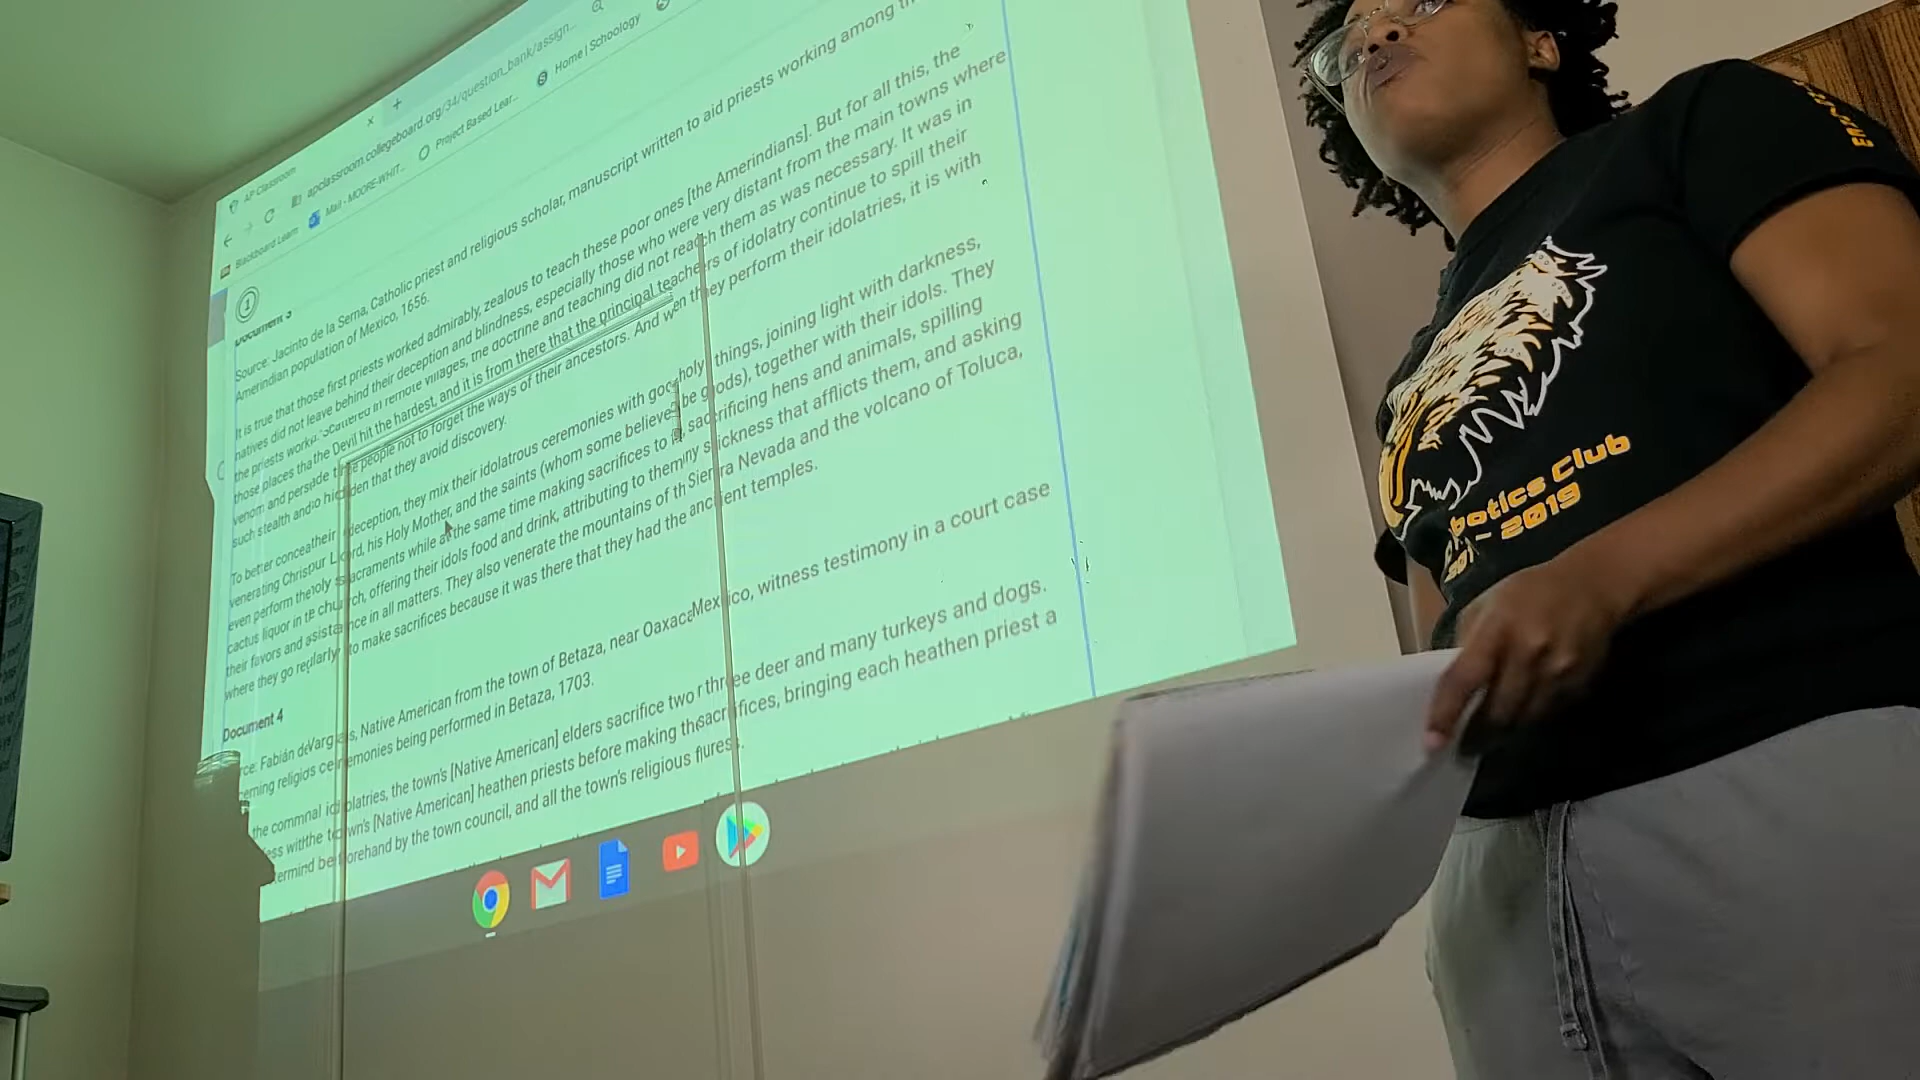 AP Classroom
apclassroom.collegeboard.org/34/question_bank/assign...
Blackboard Learn
Mail - MOORE-WHIT...
Project Based Lear...
Home | Schoology
1
Document 3
Source: Jacinto de la Serna, Catholic priest and religious scholar, manuscript written to aid priests working among
Amerindian population of Mexico, 1656.
It is true that those first priests worked admirably, zealous to teach these poor ones [the Amerindians]. But for all this, the
natives did not leave behind their deception and blindness, especially those who were very distant from the main towns where
the priests work. Scattered in remote villages, the doctrine and teaching did not reach them as was necessary. It was in
those places tha the Devil hit the hardest, and it is from there that the principal teachers of idolatry continue to spill their
venom and persuade the people not to forget the ways of their ancestors. And when they perform their idolatries, it is with
such stealth and so hidden that they avoid discovery.
To better conceal their deception, they mix their idolatrous ceremonies with good holy things, joining light with darkness,
venerating Christ our Lord, his Holy Mother, and the saints (whom some believe be gods), together with their idols. They
even perform the holy sacraments while at the same time making sacrifices to sacrificing hens and animals, spilling
cactus liquor in the church, offering their idols food and drink, attributing to them any sickness that afflicts them, and asking
their favors and assistance in all matters. They also venerate the mountains of th Sierra Nevada and the volcano of Toluca,
where they go regularly to make sacrifices because it was there that they had the ancient temples.
Document 4
rce: Fabián de Vargas, Native American from the town of Betaza, near Oaxaca Mexico, witness testimony in a court case
erning religious ceremonies being performed in Betaza, 1703.
the communal idolatries, the town's [Native American] elders sacrifice two or three deer and many turkeys and dogs.
ess with the town's [Native American] heathen priests before making the sacrifices, bringing each heathen priest a
termined beforehand by the town council, and all the town's religious figures.
botics Club
- 2019